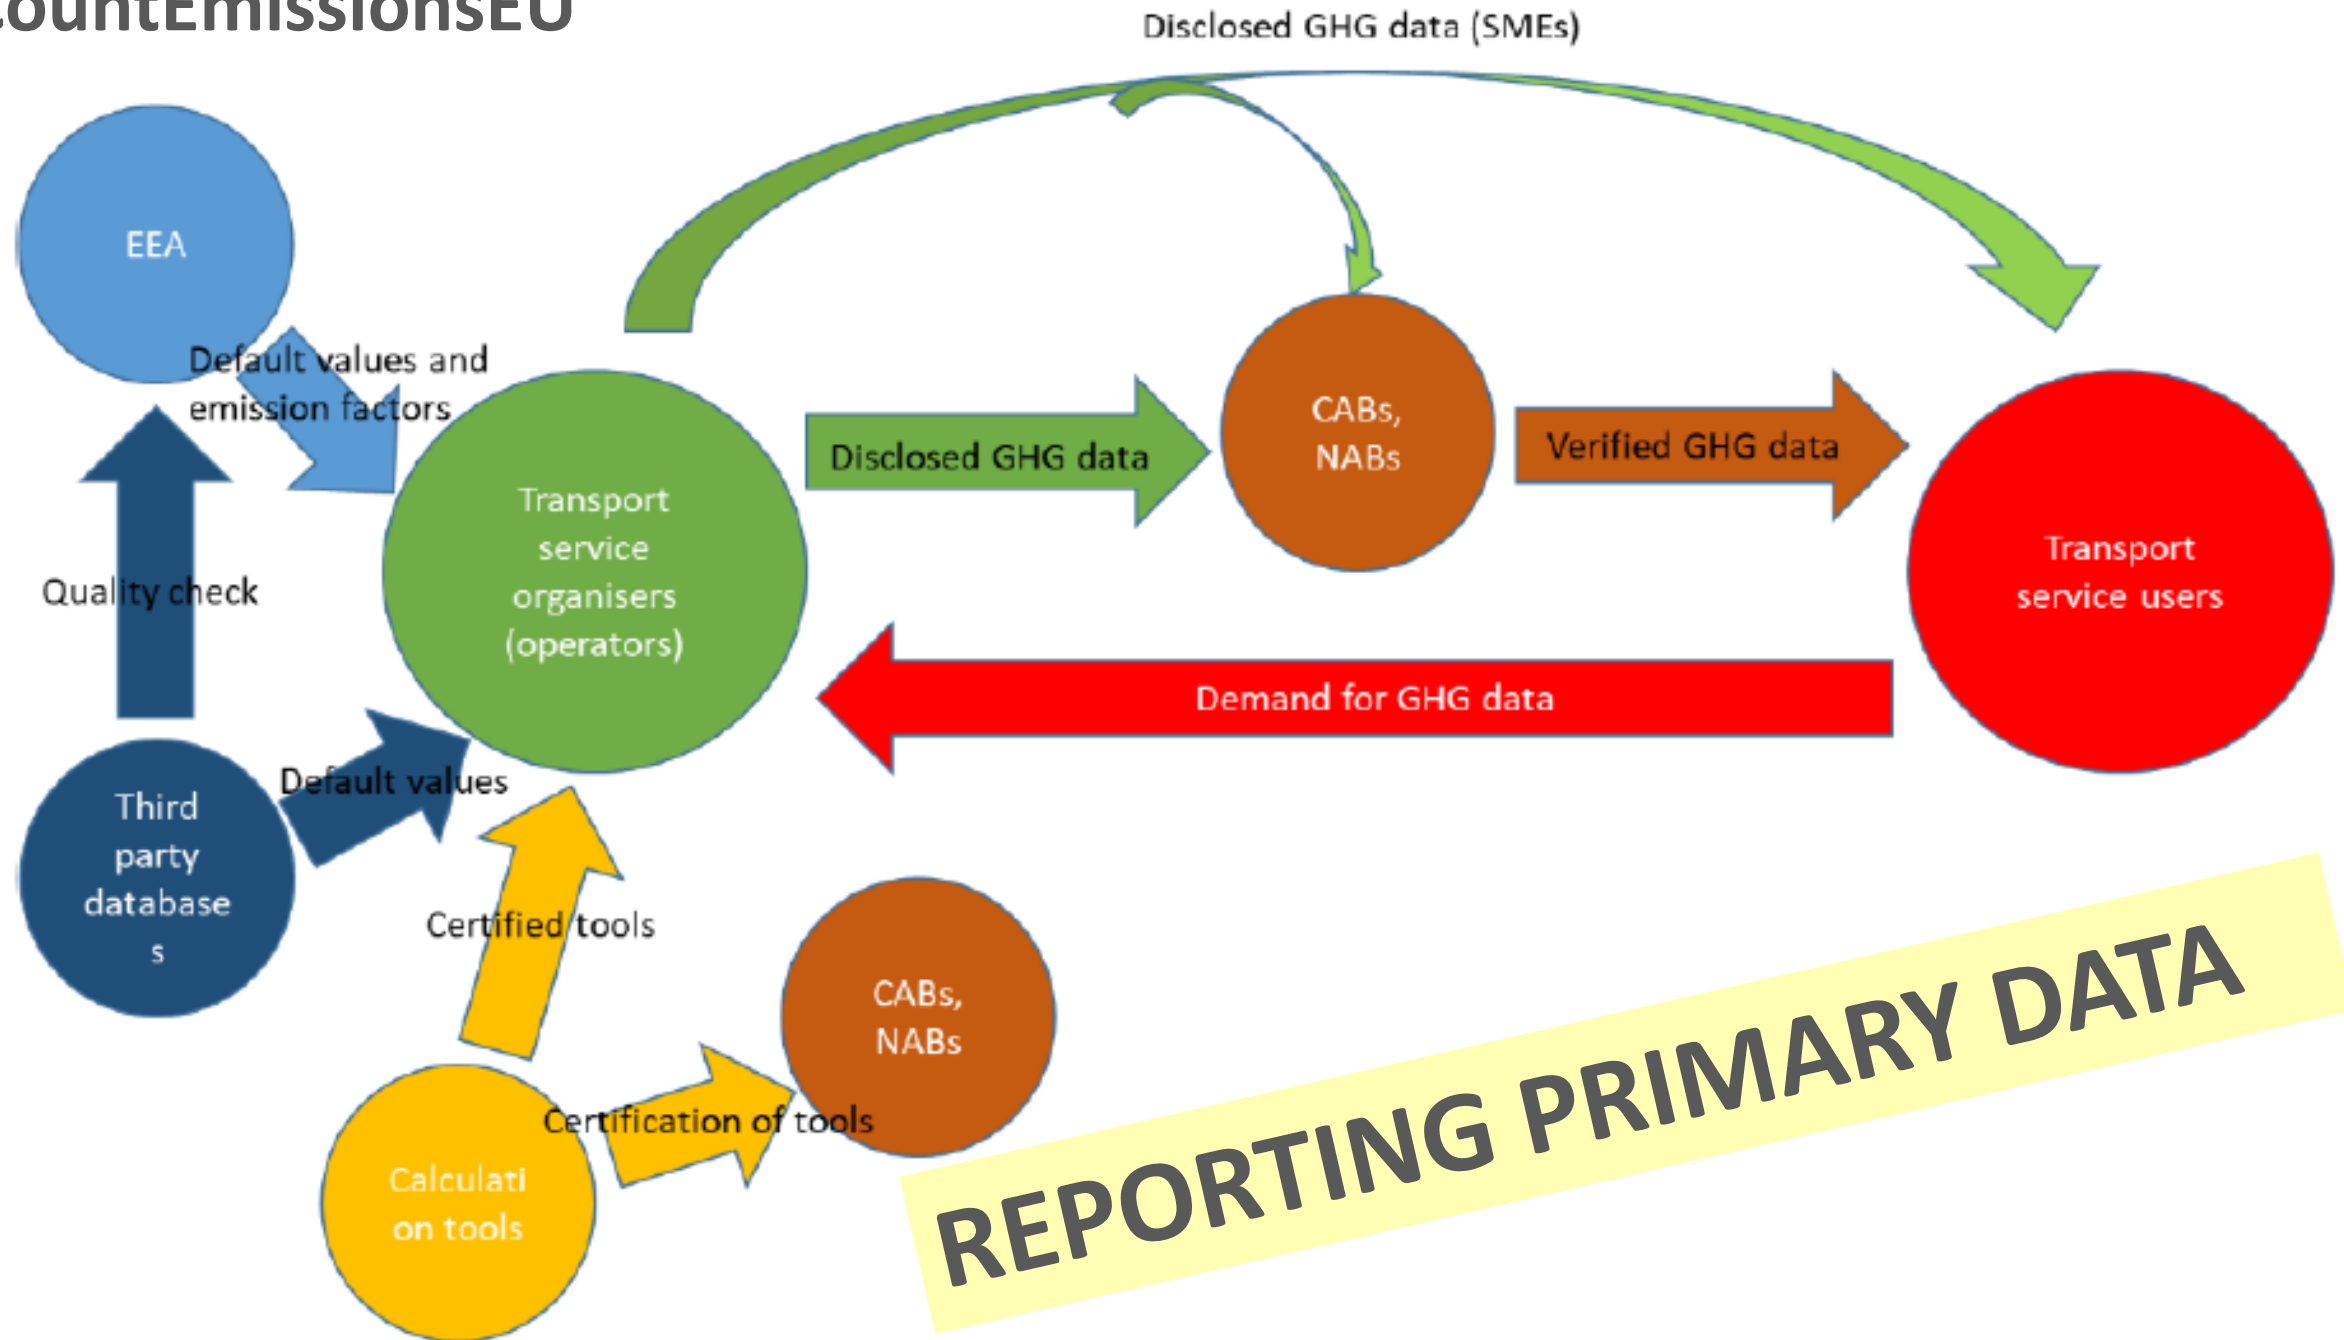 CountEmissionsEU
Disclosed GHG data (SMEs)
EEA
Default values and
emission factors
Transport
service
organisers
(operators)
Disclosed GHG data
CABs,
NABs
Verified GHG data
Transport
service users
Quality check
Demand for GHG data
Default values
Third
party
database
s
Certified tools
CABs,
NABs
Certification of tools
Calculati
on tools
REPORTING PRIMARY DATA